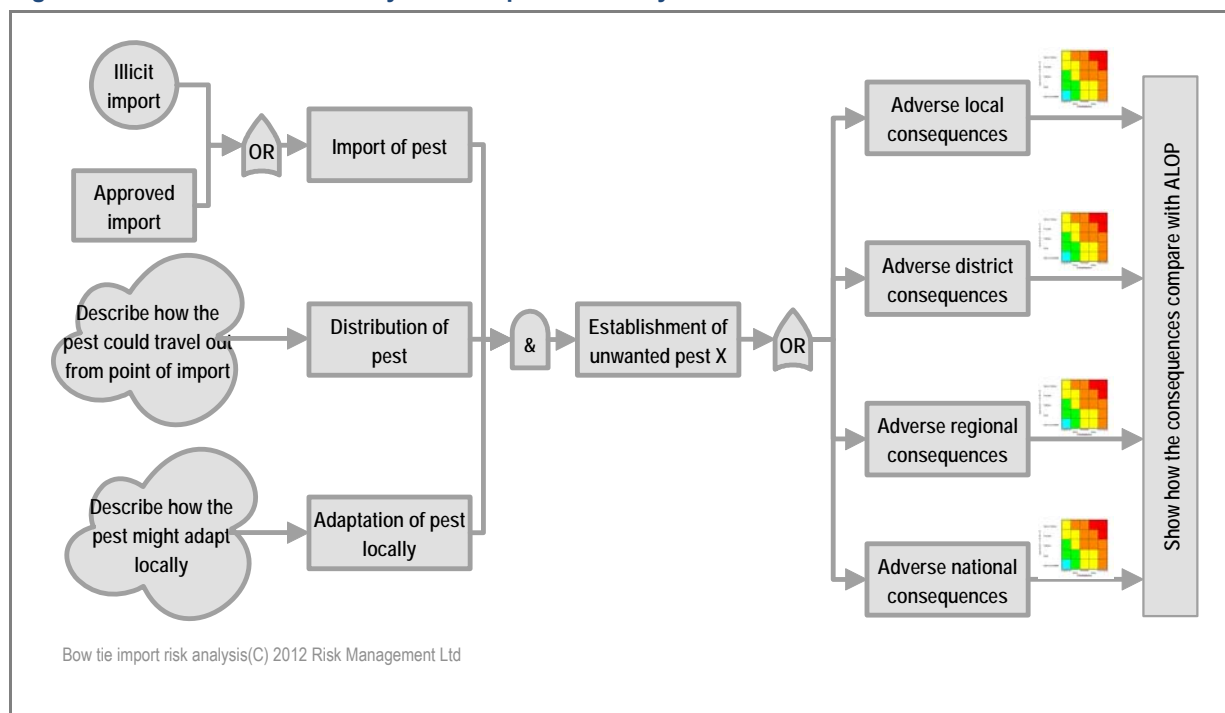 Illicit
import
Approved
import
OR
Import of pest
Describe how the
pest could travel out
from point of import
Distribution of
pest
Describe how the
pest might adapt
locally
Adaptation of pest
locally
&
Establishment of
unwanted pest X
OR
Adverse local
consequences
Adverse district
consequences
Adverse regional
consequences
Adverse national
consequences
Show how the consequences compare with ALOP
Bow tie import risk analysis(C) 2012 Risk Management Ltd